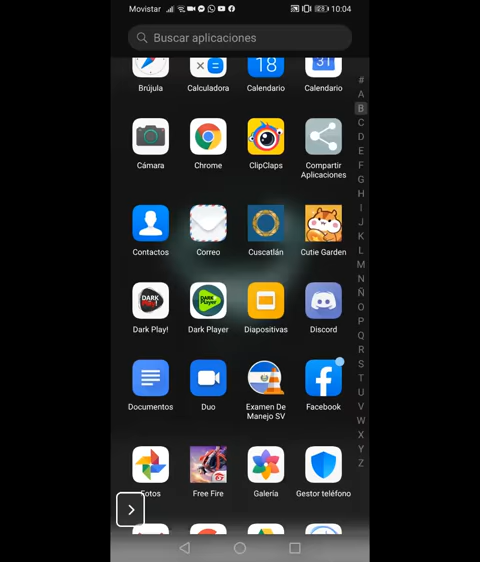 Movistar 10:04
Buscar aplicaciones
18 31
Brújula Calculadora Calendario Calendario
Cámara Chrome ClipClaps Compartir
Aplicaciones
Contactos Correo Cuscatlán Cutie Garden
DARK Play! DARK Player
Dark Play! Dark Player Diapositivas Discord
Documentos Duo Examen De Facebook
Manejo SV
Fotos Free Fire Galería Gestor teléfono
#
A
B
C
D
E
F
G
H
I
J
K
L
M
N
Ñ
O
P
Q
R
S
T
U
V
W
X
Y
Z